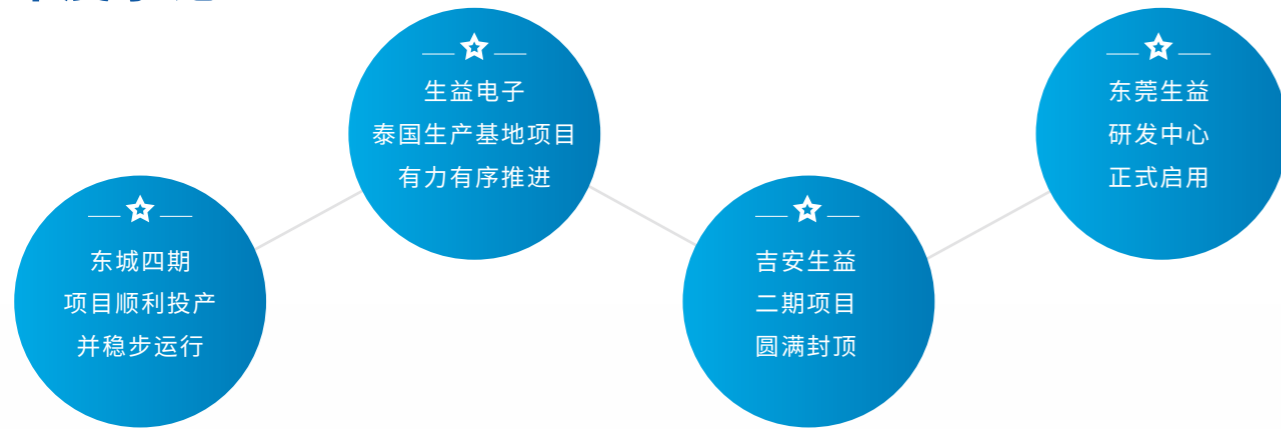 东城四期
项目顺利投产
并稳步运行
生益电子
泰国生产基地项目
有力有序推进
吉安生益
二期项目
圆满封顶
东莞生益
研发中心
正式启用